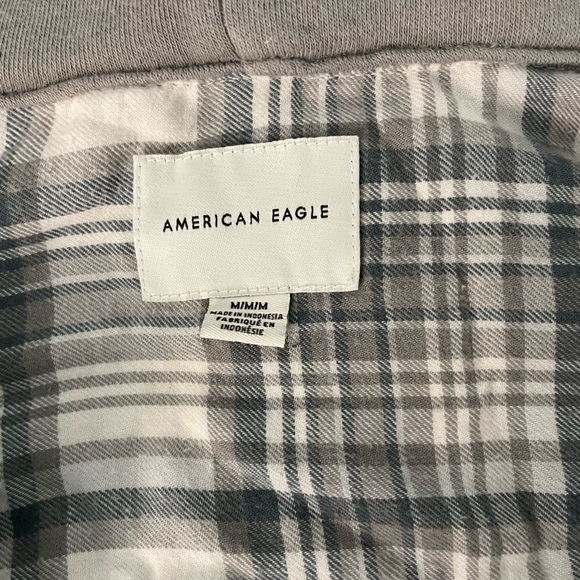 AMERICAN EAGLE
M/M/M
MADE IN INDONESIA
FABRIQUÉ EN
INDONÉSIE